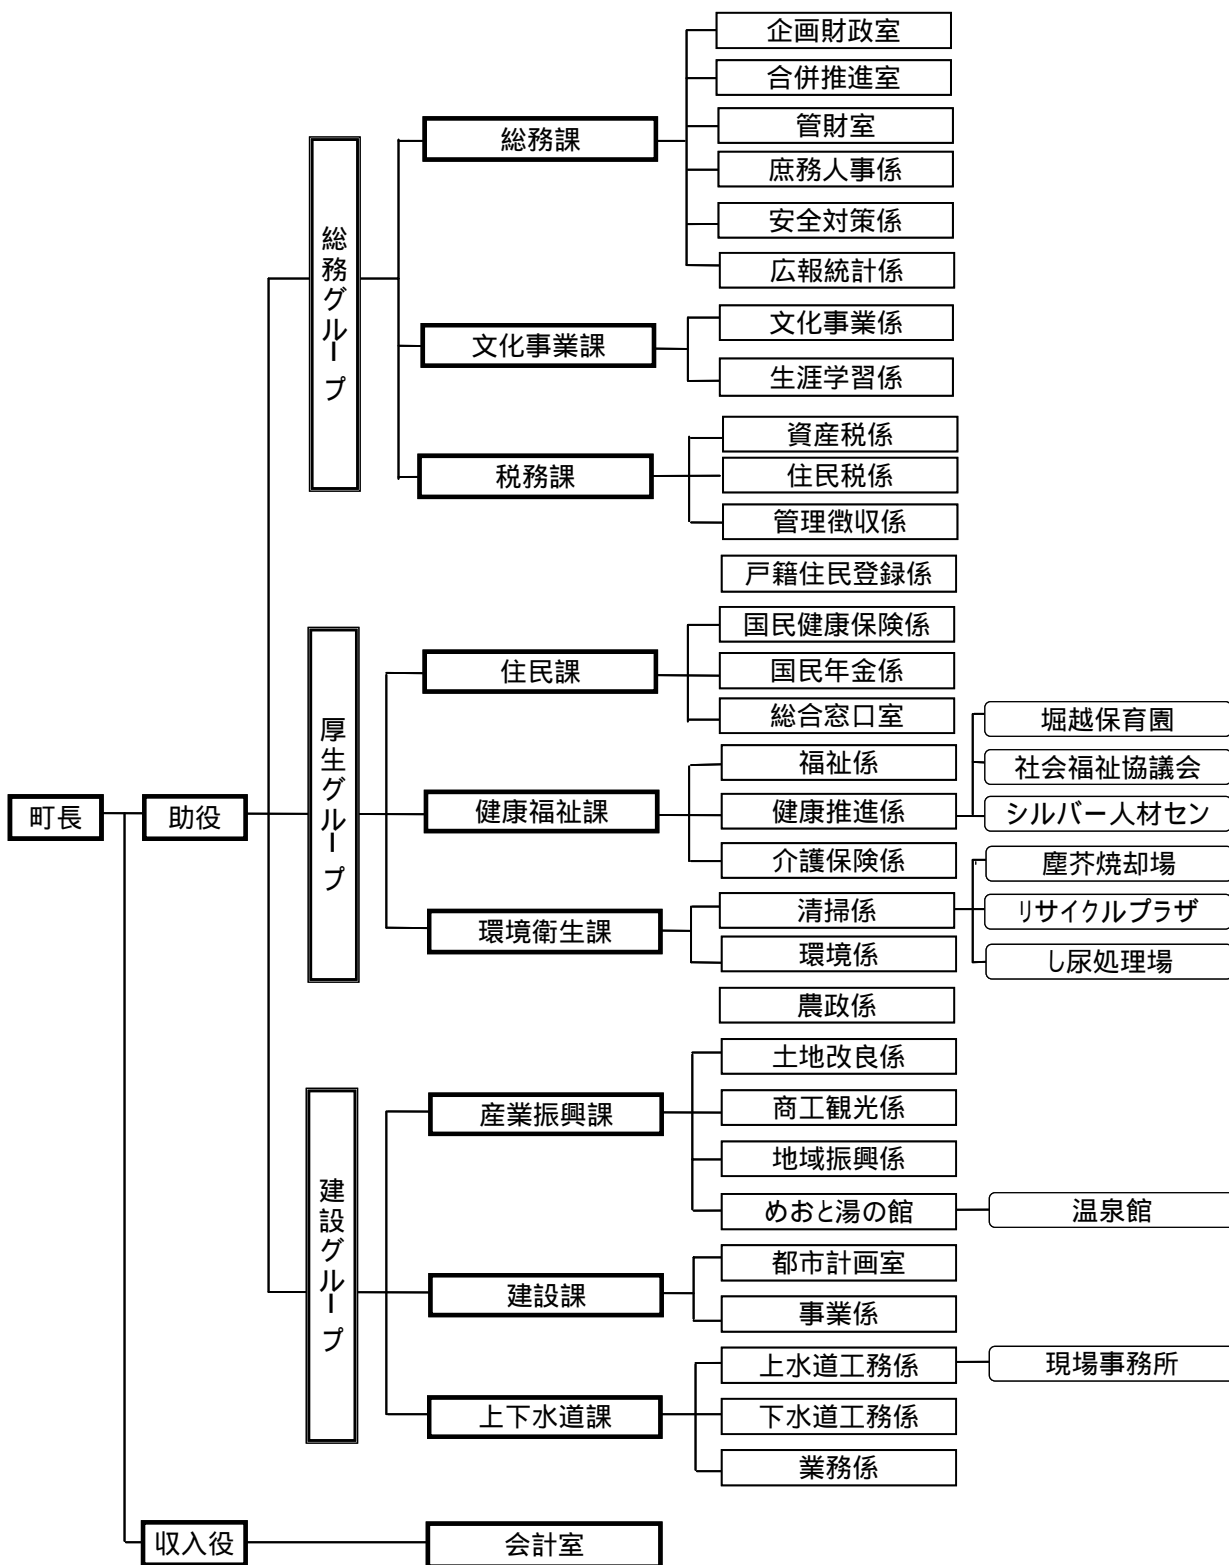 企画財政室
合併推進室
管財室
総務課
庶務人事係
安全対策係
広報統計係
総務グループ
文化事業係
文化事業課
生涯学習係
資産税係
税務課
住民税係
管理徴収係
戸籍住民登録係
国民健康保険係
住民課
国民年金係
総合窓口室
堀越保育園
福祉係
社会福祉協議会
町長
助役
厚生グループ
健康福祉課
健康推進係
シルバー人材セン
介護保険係
塵芥焼却場
清掃係
リサイクルプラザ
環境衛生課
環境係
し尿処理場
農政係
土地改良係
産業振興課
商工観光係
地域振興係
めおと湯の館
温泉館
建設グループ
都市計画室
建設課
事業係
上水道工務係
現場事務所
上下水道課
下水道工務係
業務係
収入役
会計室